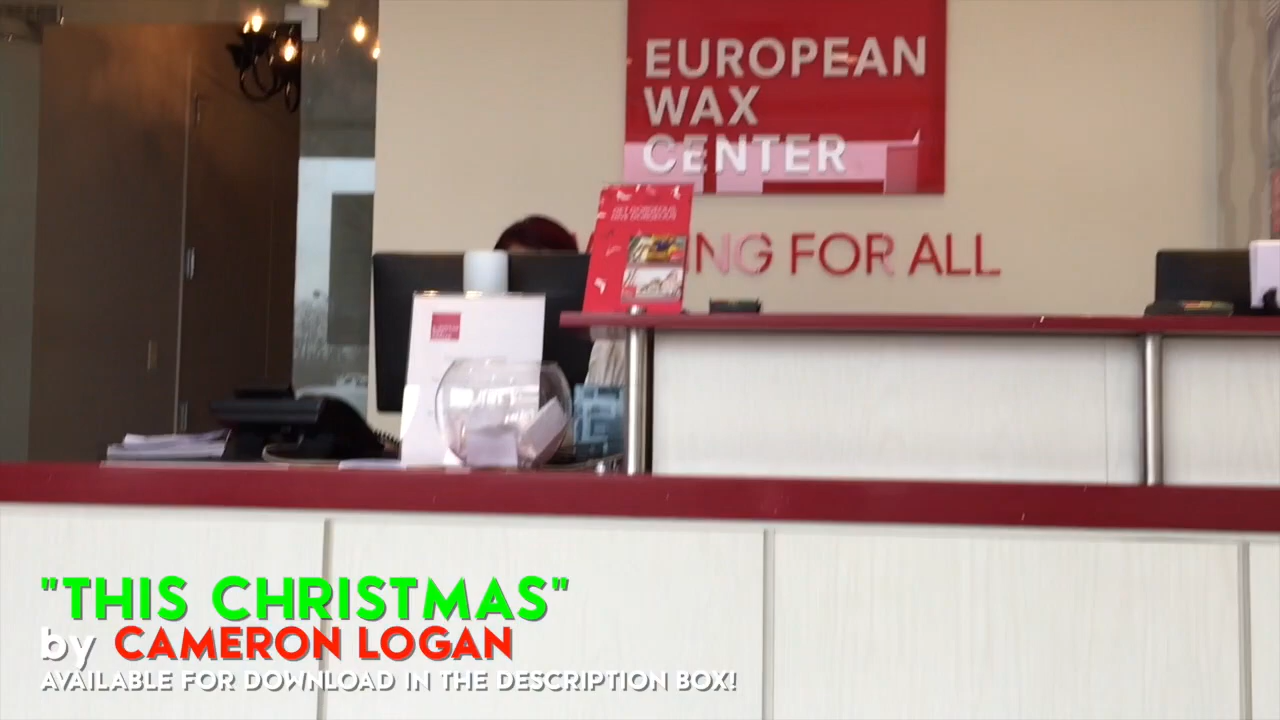 EUROPEAN
WAX
CENTER
NG FOR ALL
"THIS CHRISTMAS"
by CAMERON LOGAN
AVAILABLE FOR DOWNLOAD IN THE DESCRIPTION BOX!